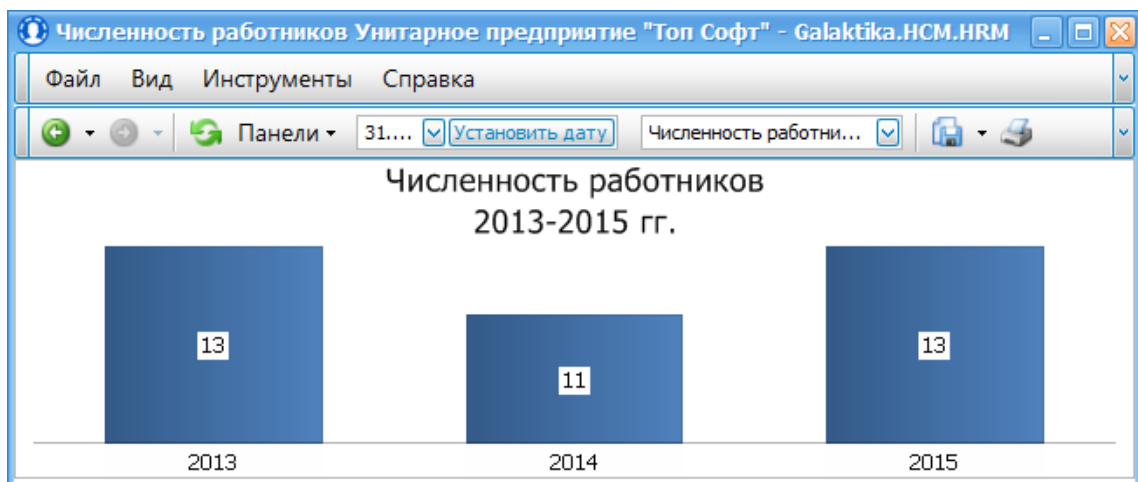 Численность работников Унитарное предприятие "Топ Софт" - Galaktika.HCM.HRM
Файл Вид Инструменты Справка
Панели 31.... Установить дату Численность работни...
Численность работников
2013-2015 гг.
13
11
13
2013 2014 2015